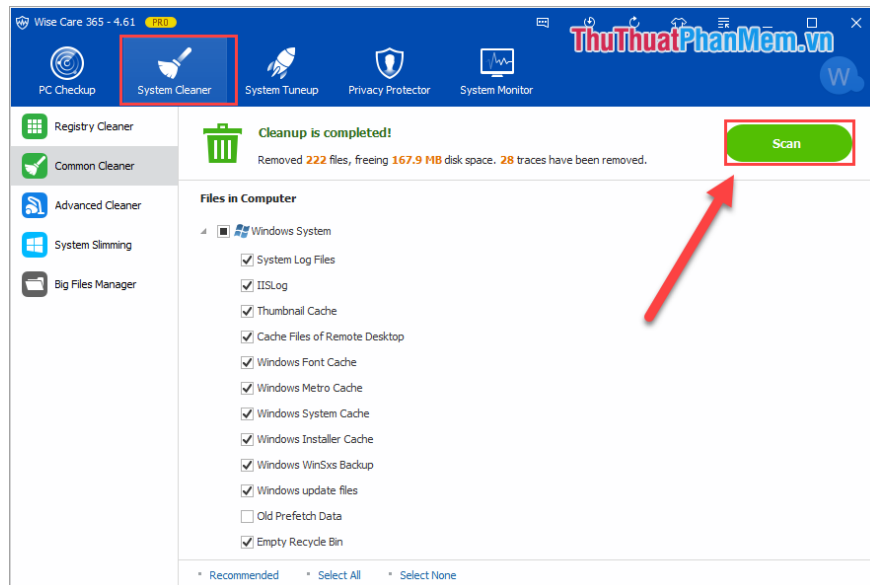 Wise Care 365 - 4.61 PRO
ThuThuatPhanMem.vn
PC Checkup
System Cleaner
System Tuneup
Privacy Protector
System Monitor
W
Registry Cleaner
Common Cleaner
Advanced Cleaner
System Slimming
Big Files Manager
Cleanup is completed!
Removed 222 files, freeing 167.9 MB disk space. 28 traces have been removed.
Scan
Files in Computer
Windows System
System Log Files
IISLog
Thumbnail Cache
Cache Files of Remote Desktop
Windows Font Cache
Windows Metro Cache
Windows System Cache
Windows Installer Cache
Windows WinSxs Backup
Windows update files
Old Prefetch Data
Empty Recycle Bin
Recommended
Select All
Select None